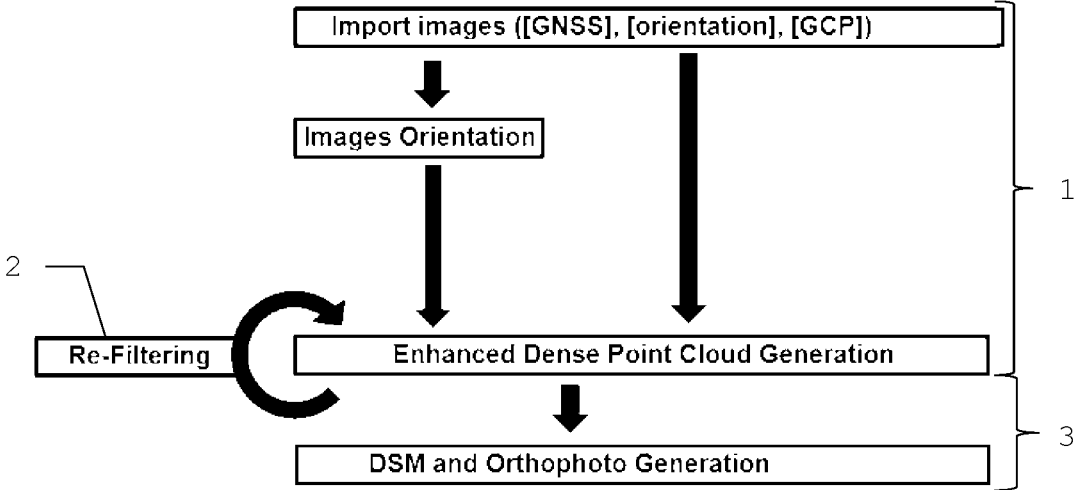 Import images ([GNSS], [orientation], [GCP])
Images Orientation
1
2
Re-Filtering
Enhanced Dense Point Cloud Generation
3
DSM and Orthophoto Generation